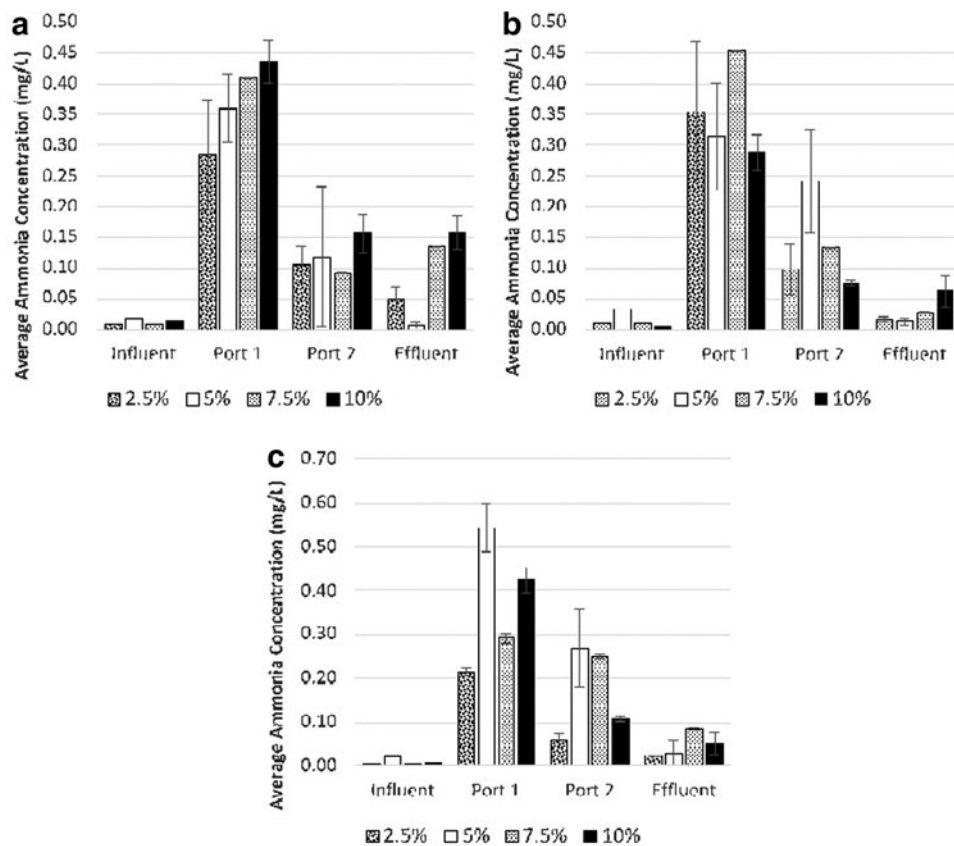 a
Average Ammonia Concentration (mg/L)
0.50
0.45
0.40
0.35
0.30
0.25
0.20
0.15
0.10
0.05
0.00
Influent Port 1 Port 2 Effluent
2.5% 5% 7.5% 10%
b
Average Ammonia Concentration (mg/L)
0.50
0.45
0.40
0.35
0.30
0.25
0.20
0.15
0.10
0.05
0.00
Influent Port 1 Port 2 Effluent
2.5% 5% 7.5% 10%
c
Average Ammonia Concentration (mg/L)
0.70
0.60
0.50
0.40
0.30
0.20
0.10
0.00
Influent Port 1 Port 2 Effluent
2.5% 5% 7.5% 10%